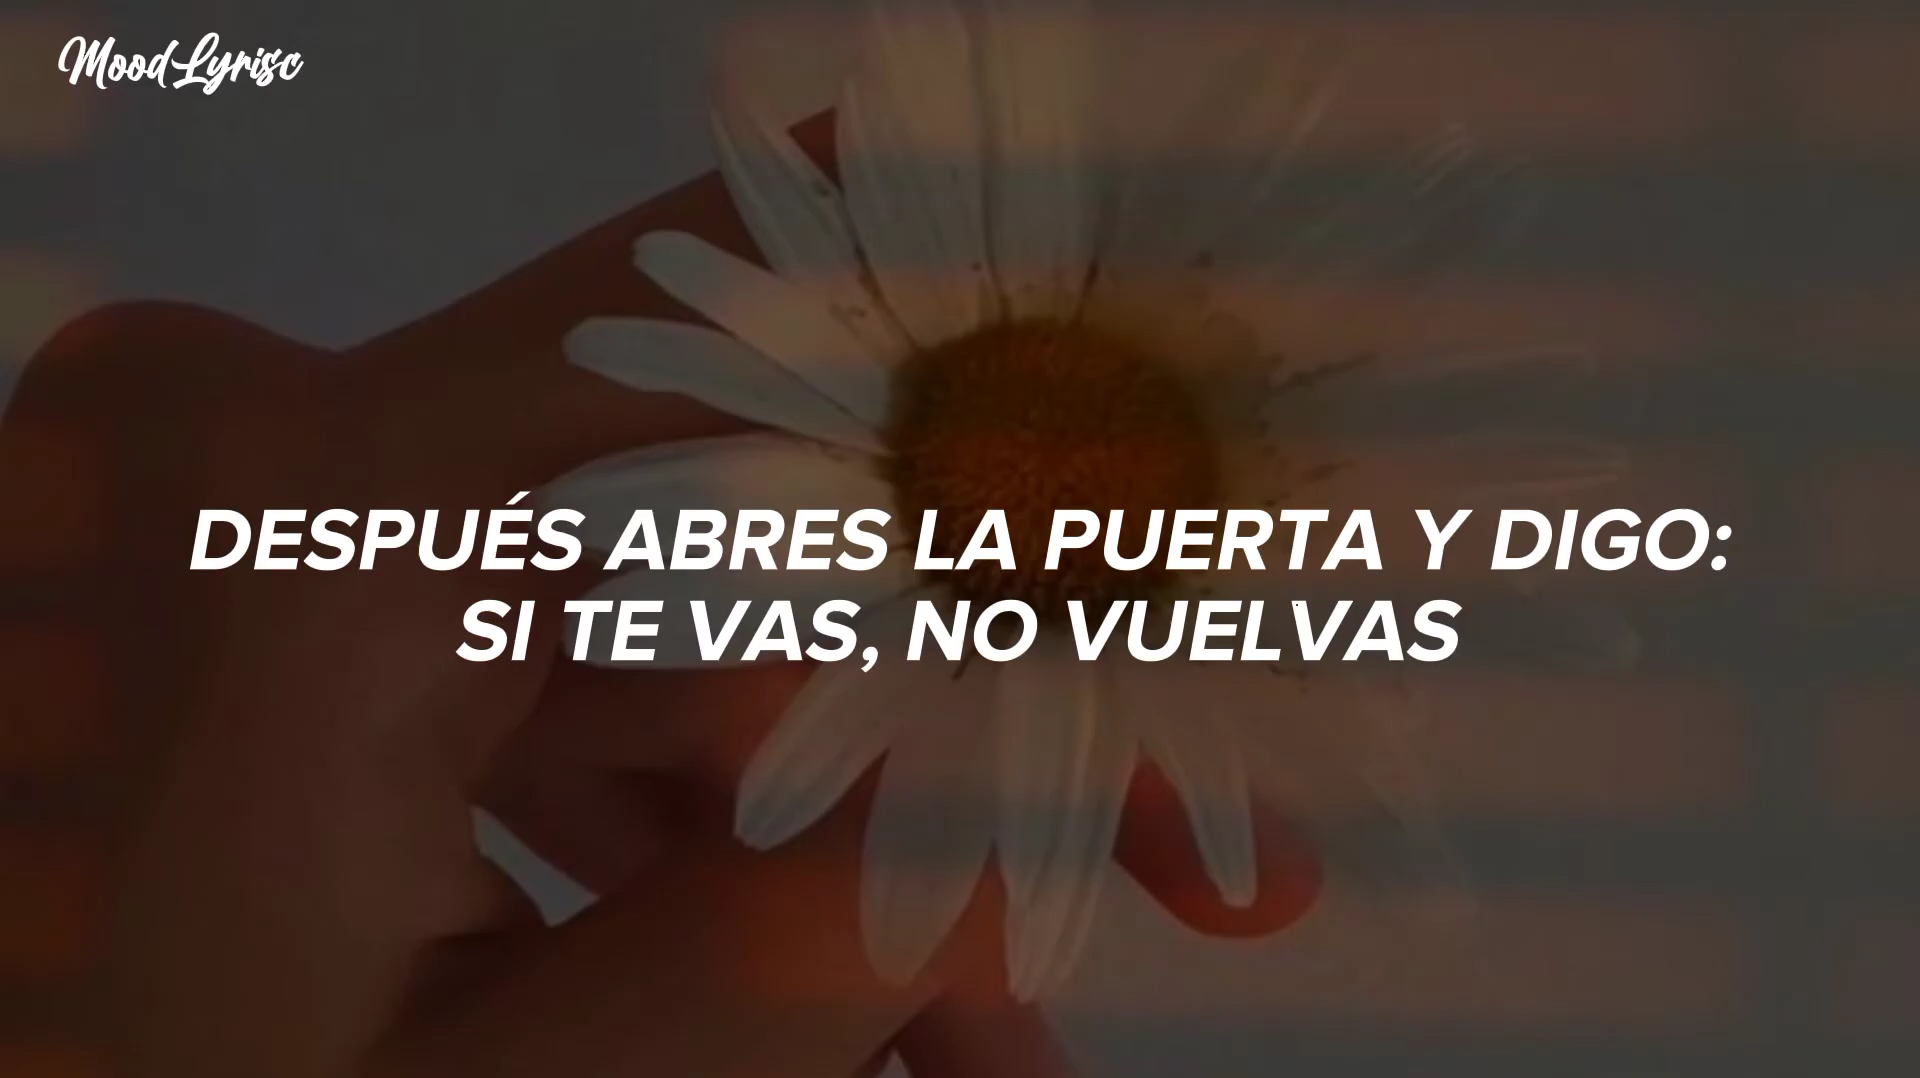 MoodLyrisc
DESPUÉS ABRES LA PUERTA Y DIGO:
SI TE VAS, NO VUELVAS